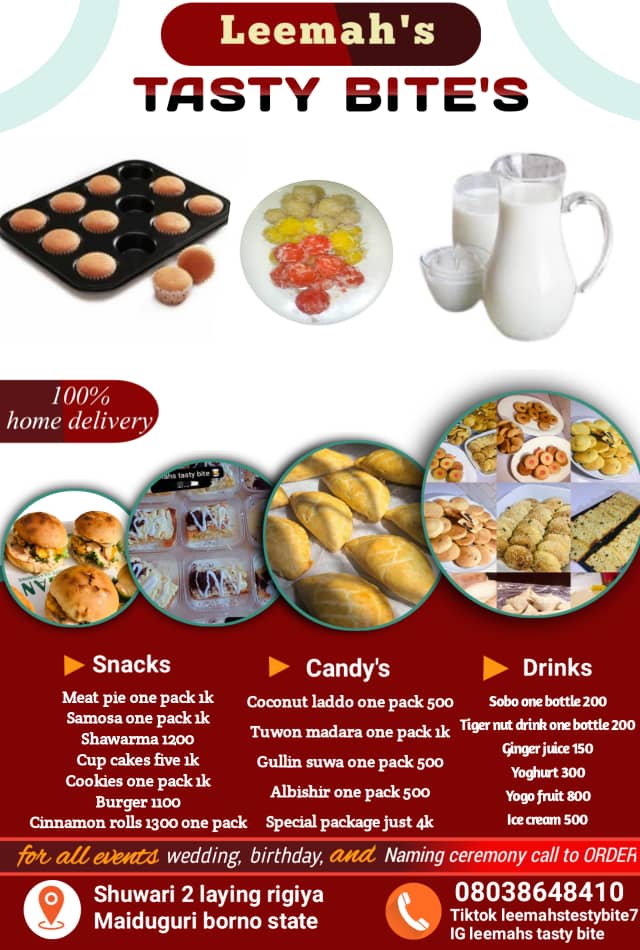 Leemah's
TASTY BITE'S
100%
home delivery
mahs tasty bite
Snacks
Meat pie one pack 1k
Samosa one pack 1k
Shawarma 1200
Cup cakes five 1k
Cookies one pack 1k
Burger 1100
Cinnamon rolls 1300 one pack
Candy's
Coconut laddo one pack 500
Tuwon madara one pack 1k
Gullin suwa one pack 500
Albishir one pack 500
Special package just 4k
Drinks
Sobo one bottle 200
Tiger nut drink one bottle 200
Ginger juice 150
Yoghurt 300
Yogo fruit 800
Ice cream 500
for all events wedding, birthday, and Naming ceremony call to ORDER
Shuwari 2 laying rigiya
Maiduguri borno state
08038648410
Tiktok leemahstestybite7
IG leemahs tasty bite